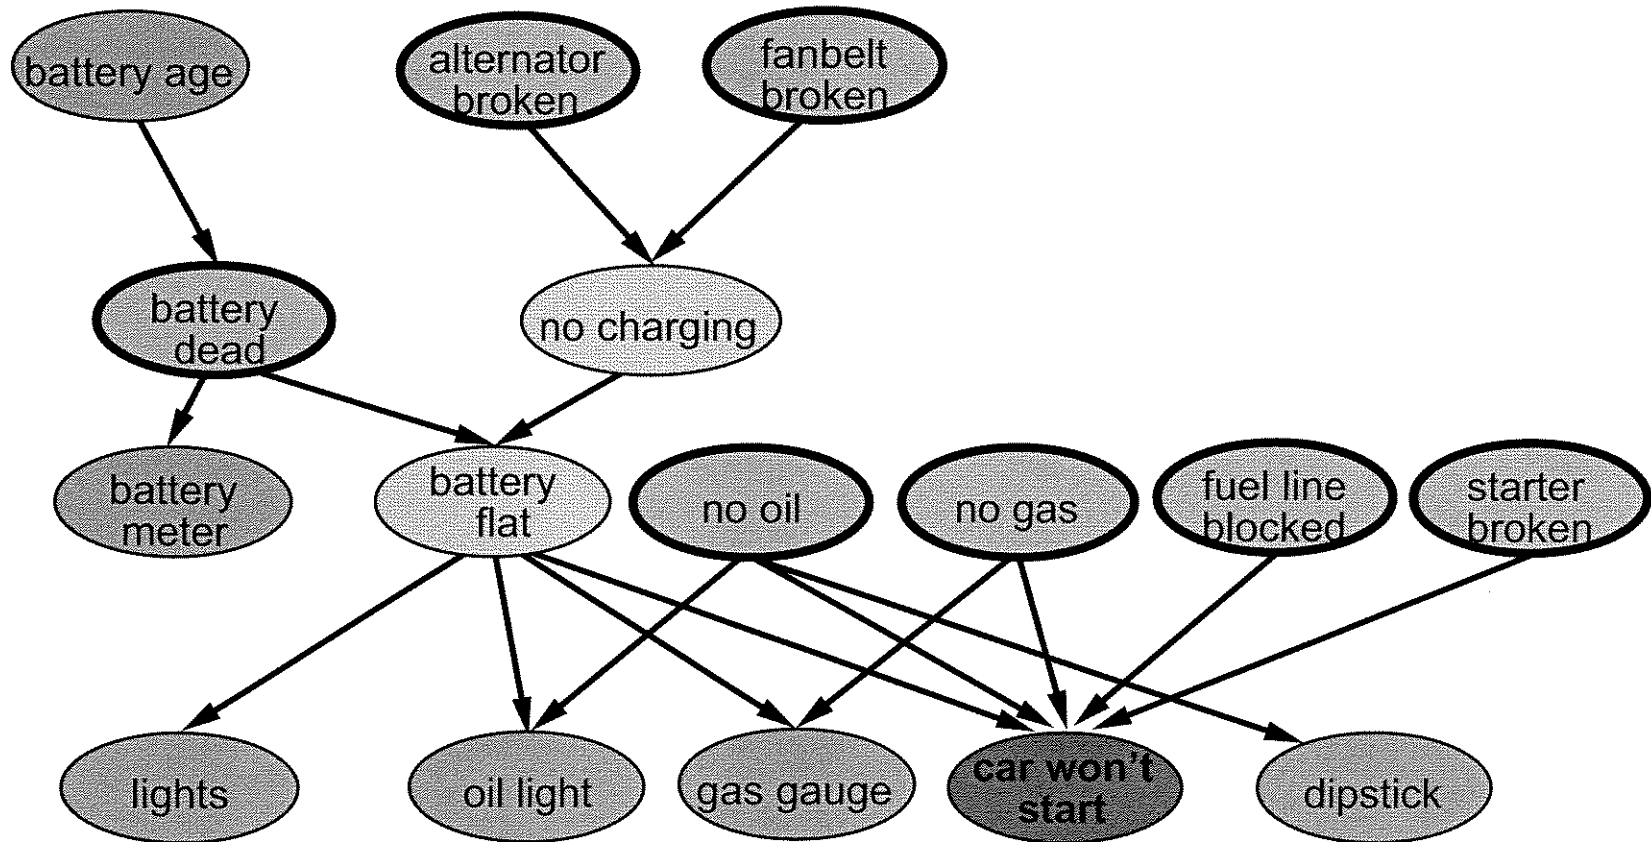 battery age
alternator
broken
fanbelt
broken
battery
dead
no charging
battery
meter
battery
flat
no oil
no gas
fuel line
blocked
starter
broken
lights
oil light
gas gauge
car won't
start
dipstick